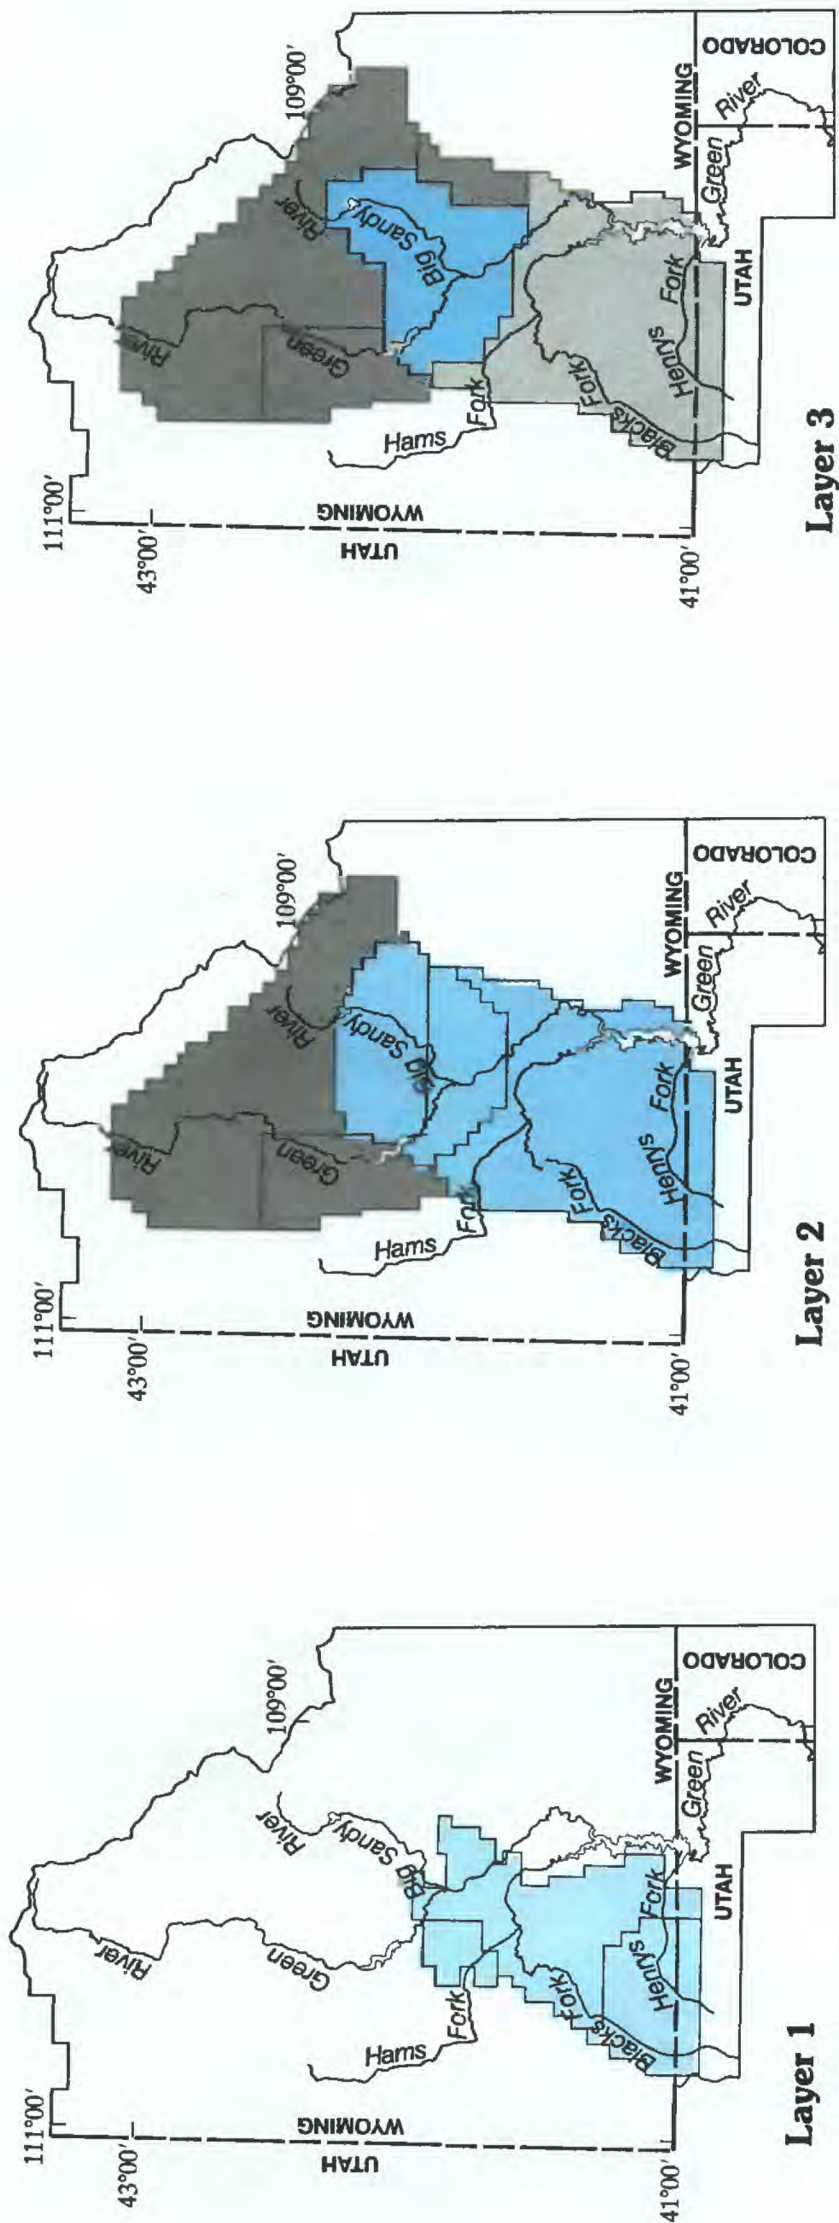 111°00'
109°00'
43°00'
River
Green
River
Big Sandy
Hams
Fork
UTAH
WYOMING
Fork
Blacks
Henrys
Fork
WYOMING
41°00'
UTAH
Green
River
COLORADO
Layer 3
111°00'
109°00'
43°00'
River
Green
River
Big Sandy
Hams
Fork
UTAH
WYOMING
Fork
Blacks
Henrys
Fork
WYOMING
41°00'
UTAH
Green
River
COLORADO
Layer 2
111°00'
109°00'
43°00'
River
Green
River
Big Sandy
Hams
Fork
UTAH
WYOMING
Fork
Blacks
Henrys
Fork
WYOMING
41°00'
UTAH
Green
River
COLORADO
Layer 1